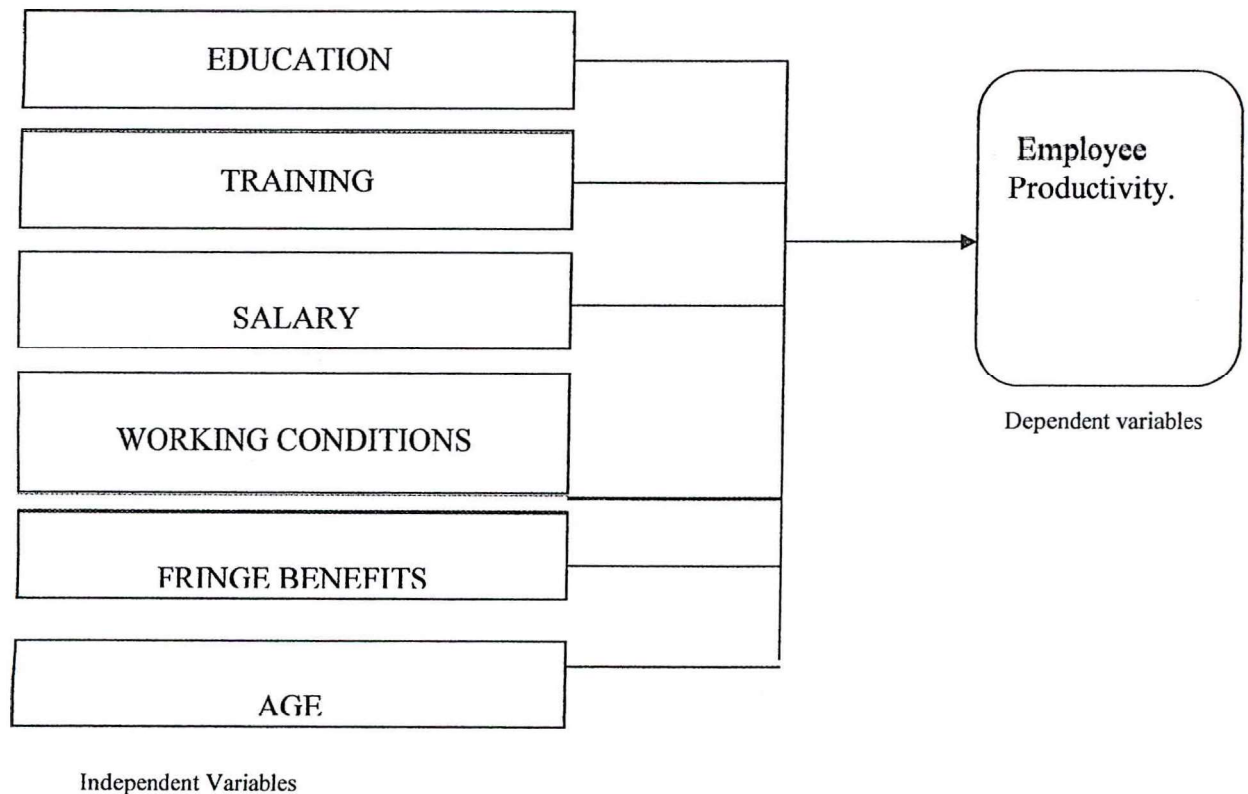 EDUCATION
TRAINING
SALARY
WORKING CONDITIONS
FRINGE BENEFITS
AGE
Independent Variables
Employee
Productivity.
Dependent variables